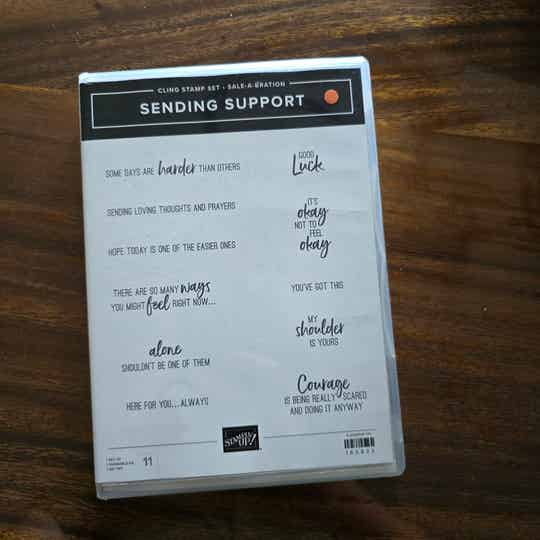 CLING STAMP SET • SALE-A-BRATION
SENDING SUPPORT
SOME DAYS ARE harder THAN OTHERS
SENDING LOVING THOUGHTS AND PRAYERS
HOPE TODAY IS ONE OF THE EASIER ONES
THERE ARE SO MANY ways
YOU MIGHT feel RIGHT NOW...
alone
SHOULDN'T BE ONE OF THEM
HERE FOR YOU...ALWAYS
GOOD
Luck
IT'S
okay
NOT TO
FEEL
okay
YOU'VE GOT THIS
MY
shoulder
IS YOURS
Courage
IS BEING REALLY SCARED
AND DOING IT ANYWAY
11
STAMPIN'
UP!